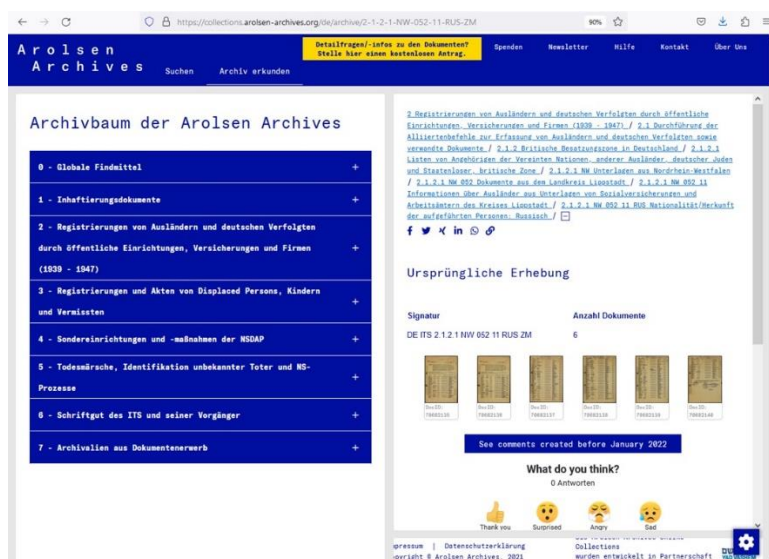 https://collections.arolsen-archives.org/de/archive/2-1-2-1-NW-052-11-RUS-ZM
90%
Arolsen
Archives
Suchen
Archiv erkunden
Detailfragen/-infos zu den Dokumenten?
Stelle hier einen kostenlosen Antrag.
Spenden
Newsletter
Hilfe
Kontakt
Über Uns
Archivbaum der Arolsen Archives
0 - Globale Findmittel +
1 - Inhaftierungsdokumente +
2 - Registrierungen von Ausländern und deutschen Verfolgten
durch öffentliche Einrichtungen, Versicherungen und Firmen +
(1939 - 1947)
3 - Registrierungen und Akten von Displaced Persons, Kindern
und Vermissten +
4 - Sondereinrichtungen und -maßnahmen der NSDAP +
5 - Todesmärsche, Identifikation unbekannter Toter und NS-
Prozesse +
6 - Schriftgut des ITS und seiner Vorgänger +
7 - Archivalien aus Dokumentenerwerb +
2 Registrierungen von Ausländern und deutschen Verfolgten durch öffentliche
Einrichtungen, Versicherungen und Firmen (1939 - 1947) / 2.1 Durchführung der
Alliiertenbefehle zur Erfassung von Ausländern und deutschen Verfolgten sowie
verwandte Dokumente / 2.1.2 Britische Besatzungszone in Deutschland / 2.1.2.1
Listen von Angehörigen der Vereinten Nationen, anderer Ausländer, deutscher Juden
und Staatenloser, britische Zone / 2.1.2.1 NW Unterlagen aus Nordrhein-Westfalen
/ 2.1.2.1 NW 052 Dokumente aus dem Landkreis Lippstadt / 2.1.2.1 NW 052 11
Informationen über Ausländer aus Unterlagen von Sozialversicherungen und
Arbeitsämtern des Kreises Lippstadt / 2.1.2.1 NW 052 11 RUS Nationalität/Herkunft
der aufgeführten Personen: Russisch /
Ursprüngliche Erhebung
Signatur
Anzahl Dokumente
DE ITS 2.1.2.1 NW 052 11 RUS ZM
6
DocID: DocID: DocID: DocID: DocID: DocID:
See comments created before January 2022
What do you think?
0 Antworten
Thank you
Surprised
Angry
Sad
Datenschutzerklärung
Arolsen Archives, 2021
Collections
wurden entwickelt in Partnerschaft